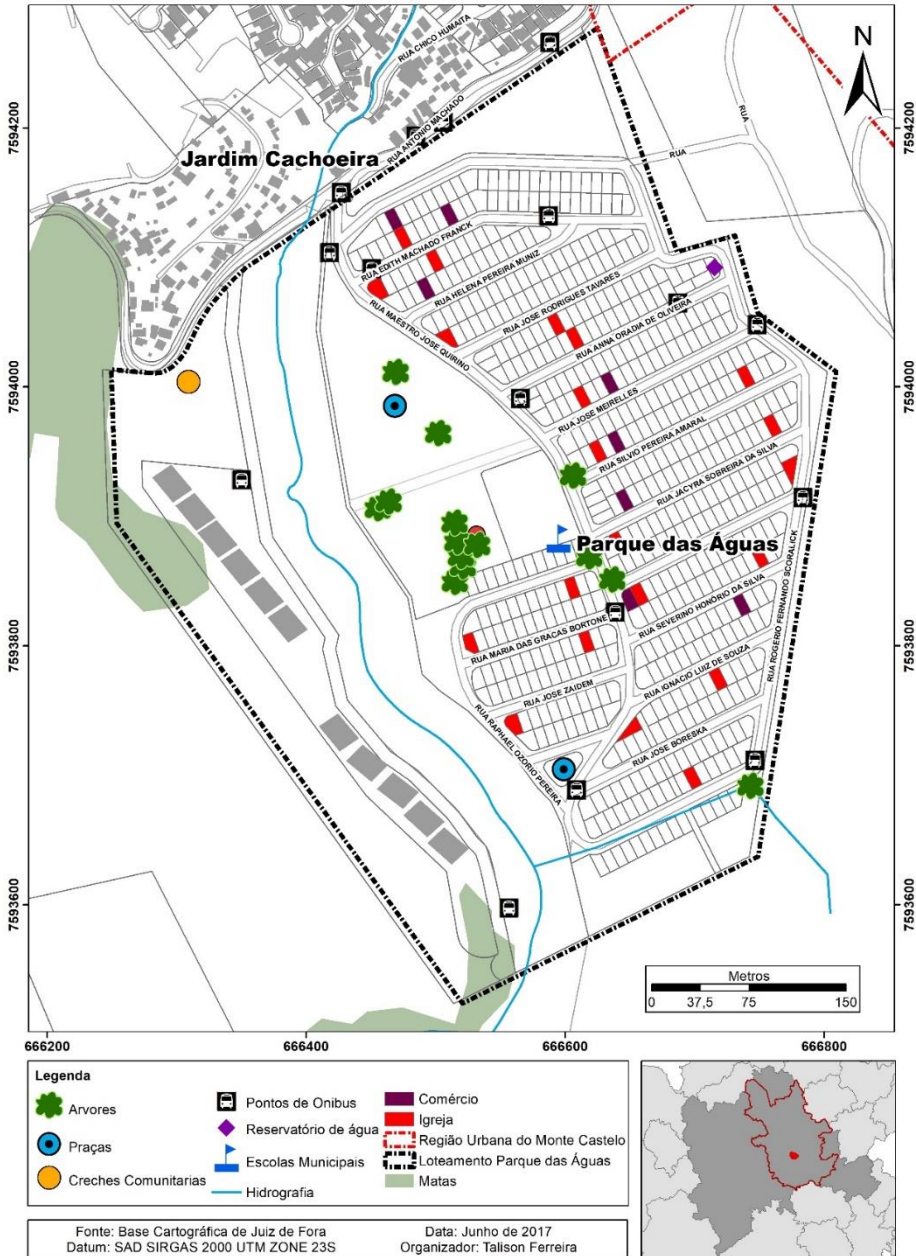 N
7594200
7594000
7593800
7593600
7594200
7594000
7593800
7593600
RUA CHICO HUMAITA
RUA ANTONIO MACHADO
Jardim Cachoeira
RUA
RUA
RUA EDITH MACHADO FRANCK
RUA HELENA PEREIRA MUNIZ
RUA MAESTRO JOSE QUIRINO
RUA JOSE RODRIGUES TAVARES
RUA ANNA ORADIA DE OLIVEIRA
RUA JOSE MEIRELLES
RUA SILVIO PEREIRA AMARAL
RUA JACYRA SOBREIRA DA SILVA
Parque das Águas
RUA ROGERIO FERNANDO SCORALICK
RUA SEVERINO HONÓRIO DA SILVA
RUA MARIA DAS GRACAS BORTONE
RUA IGNACIO LUIZ DE SOUZA
RUA JOSE ZAIDEM
RUA RAPHAEL OZORIO PEREIRA
RUA JOSE BORESKA
Metros
0 37,5 75 150
666200 666400 666600 666800
Legenda
Arvores
Praças
Creches Comunitarias
Pontos de Onibus
Reservatório de água
Escolas Municipais
Hidrografia
Comércio
Igreja
Região Urbana do Monte Castelo
Loteamento Parque das Águas
Matas
Fonte: Base Cartográfica de Juiz de Fora
Datum: SAD SIRGAS 2000 UTM ZONE 23S
Data: Junho de 2017
Organizador: Talison Ferreira